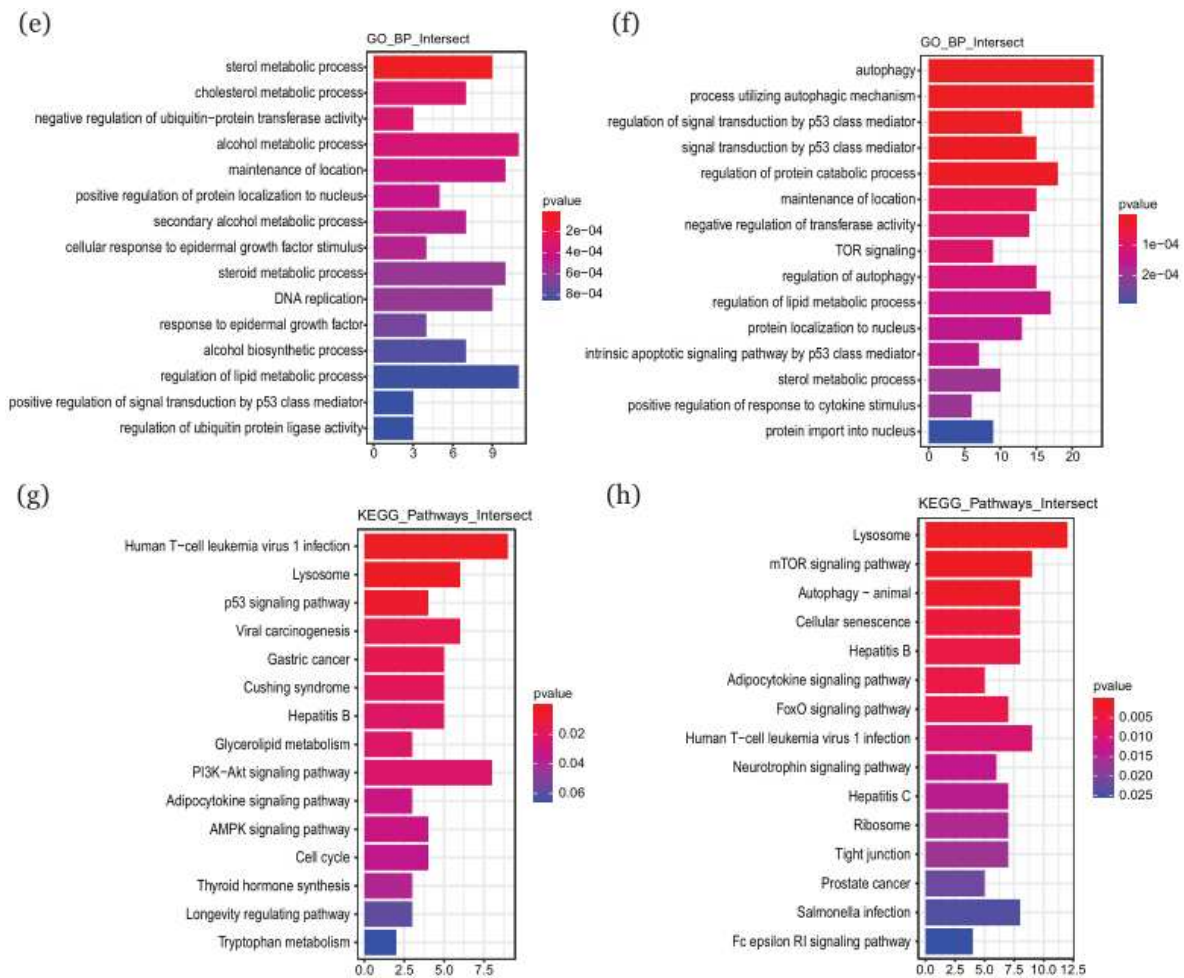 (e)
GO_BP_Intersect
sterol metabolic process
cholesterol metabolic process
negative regulation of ubiquitin−protein transferase activity
alcohol metabolic process
maintenance of location
positive regulation of protein localization to nucleus
secondary alcohol metabolic process
cellular response to epidermal growth factor stimulus
steroid metabolic process
DNA replication
response to epidermal growth factor
alcohol biosynthetic process
regulation of lipid metabolic process
positive regulation of signal transduction by p53 class mediator
regulation of ubiquitin protein ligase activity
0 3 6 9
pvalue
2e−04
4e−04
6e−04
8e−04
(f)
GO_BP_Intersect
autophagy
process utilizing autophagic mechanism
regulation of signal transduction by p53 class mediator
signal transduction by p53 class mediator
regulation of protein catabolic process
maintenance of location
negative regulation of transferase activity
TOR signaling
regulation of autophagy
regulation of lipid metabolic process
protein localization to nucleus
intrinsic apoptotic signaling pathway by p53 class mediator
sterol metabolic process
positive regulation of response to cytokine stimulus
protein import into nucleus
0 5 10 15 20
pvalue
1e−04
2e−04
(g)
KEGG_Pathways_Intersect
Human T−cell leukemia virus 1 infection
Lysosome
p53 signaling pathway
Viral carcinogenesis
Gastric cancer
Cushing syndrome
Hepatitis B
Glycerolipid metabolism
PI3K−Akt signaling pathway
Adipocytokine signaling pathway
AMPK signaling pathway
Cell cycle
Thyroid hormone synthesis
Longevity regulating pathway
Tryptophan metabolism
0.0 2.5 5.0 7.5
pvalue
0.02
0.04
0.06
(h)
KEGG_Pathways_Intersect
Lysosome
mTOR signaling pathway
Autophagy − animal
Cellular senescence
Hepatitis B
Adipocytokine signaling pathway
FoxO signaling pathway
Human T−cell leukemia virus 1 infection
Neurotrophin signaling pathway
Hepatitis C
Ribosome
Tight junction
Prostate cancer
Salmonella infection
Fc epsilon RI signaling pathway
0.0 2.5 5.0 7.5 10.0 12.5
pvalue
0.005
0.010
0.015
0.020
0.025